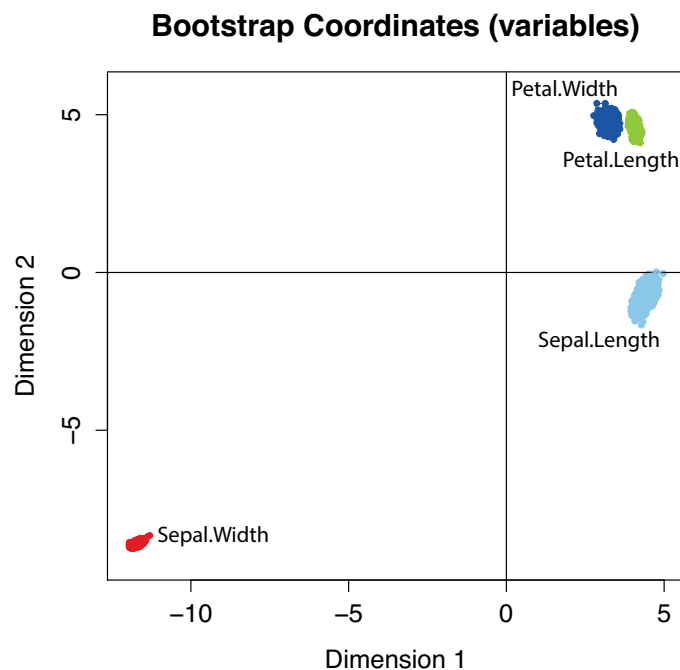 Bootstrap Coordinates (variables)
Petal.Width
Petal.Length
Sepal.Length
Sepal.Width
Dimension 2
5
0
−5
−10
−5
0
5
Dimension 1